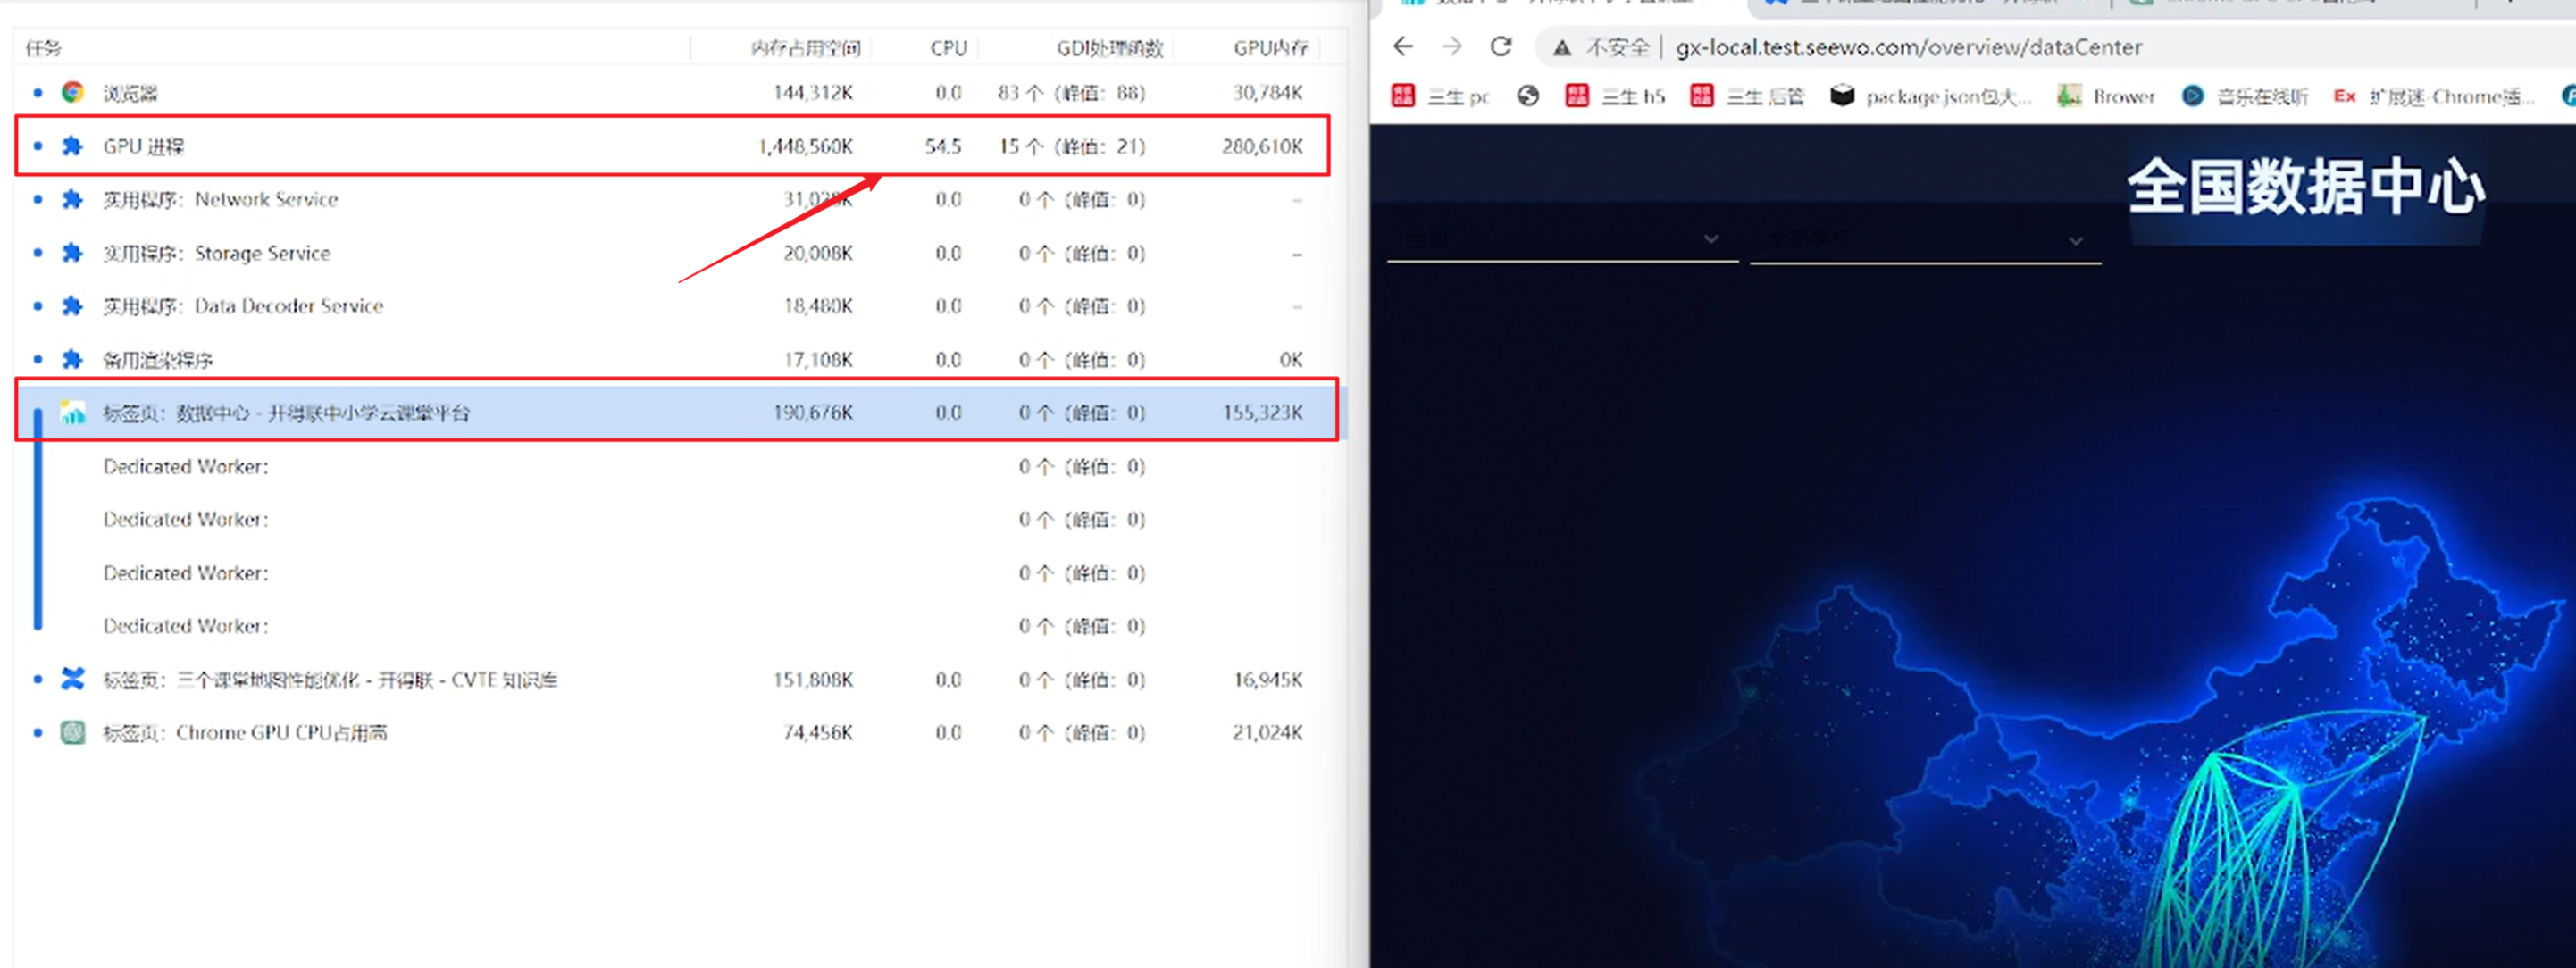 任务 内存占用空间 CPU GDI处理函数 GPU内存
浏览器 144,312K 0.0 83 个 (峰值: 88) 30,784K
GPU 进程 1,448,560K 54.5 15 个 (峰值: 21) 280,610K
实用程序: Network Service 31,028K 0.0 0 个 (峰值: 0) –
实用程序: Storage Service 20,008K 0.0 0 个 (峰值: 0) –
实用程序: Data Decoder Service 18,480K 0.0 0 个 (峰值: 0) –
备用渲染程序 17,108K 0.0 0 个 (峰值: 0) 0K
标签页: 数据中心 - 开得联中小学云课堂平台 190,676K 0.0 0 个 (峰值: 0) 155,323K
Dedicated Worker: 0 个 (峰值: 0)
Dedicated Worker: 0 个 (峰值: 0)
Dedicated Worker: 0 个 (峰值: 0)
Dedicated Worker: 0 个 (峰值: 0)
标签页: 三个课堂地图性能优化 - 开得联 - CVTE 知识库 151,808K 0.0 0 个 (峰值: 0) 16,945K
标签页: Chrome GPU CPU占用高 74,456K 0.0 0 个 (峰值: 0) 21,024K
不安全 | gx-local.test.seewo.com/overview/dataCenter
三生 pc 三生 h5 三生 后管 package.json包大... Brower 音乐在线听 Ex 扩展迷-Chrome插...
全国数据中心
全国